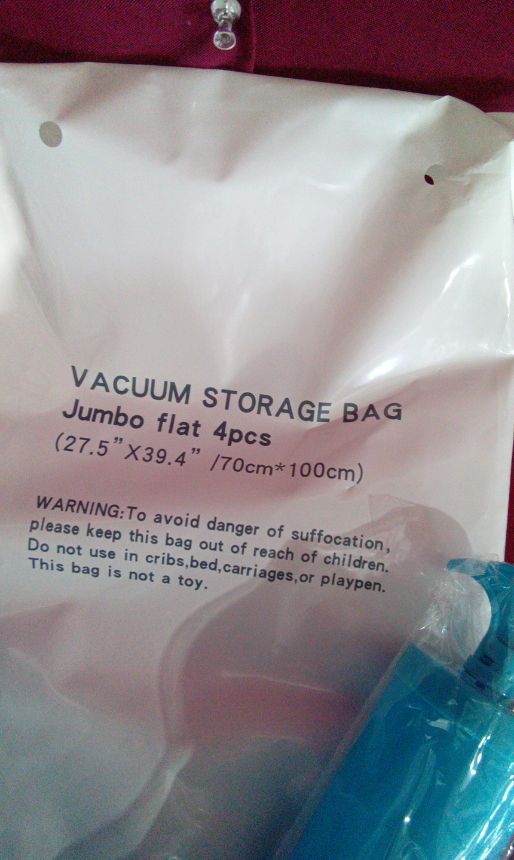 VACUUM STORAGE BAG
Jumbo flat 4pcs
(27.5"X39.4" /70cm*100cm)
WARNING:To avoid danger of suffocation,
please keep this bag out of reach of children.
Do not use in cribs,bed,carriages,or playpen.
This bag is not a toy.